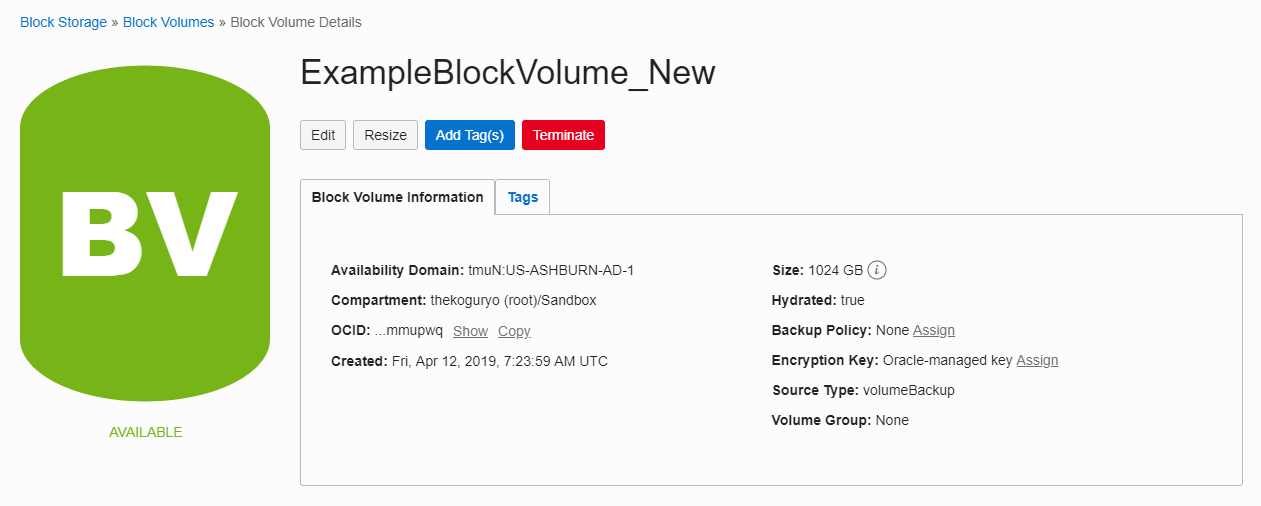 Block Storage » Block Volumes » Block Volume Details
BV
AVAILABLE
ExampleBlockVolume_New
Edit Resize Add Tag(s) Terminate
Block Volume Information Tags
Availability Domain: tmuN:US-ASHBURN-AD-1
Compartment: thekoguryo (root)/Sandbox
OCID: ...mmupwq Show Copy
Created: Fri, Apr 12, 2019, 7:23:59 AM UTC
Size: 1024 GB i
Hydrated: true
Backup Policy: None Assign
Encryption Key: Oracle-managed key Assign
Source Type: volumeBackup
Volume Group: None